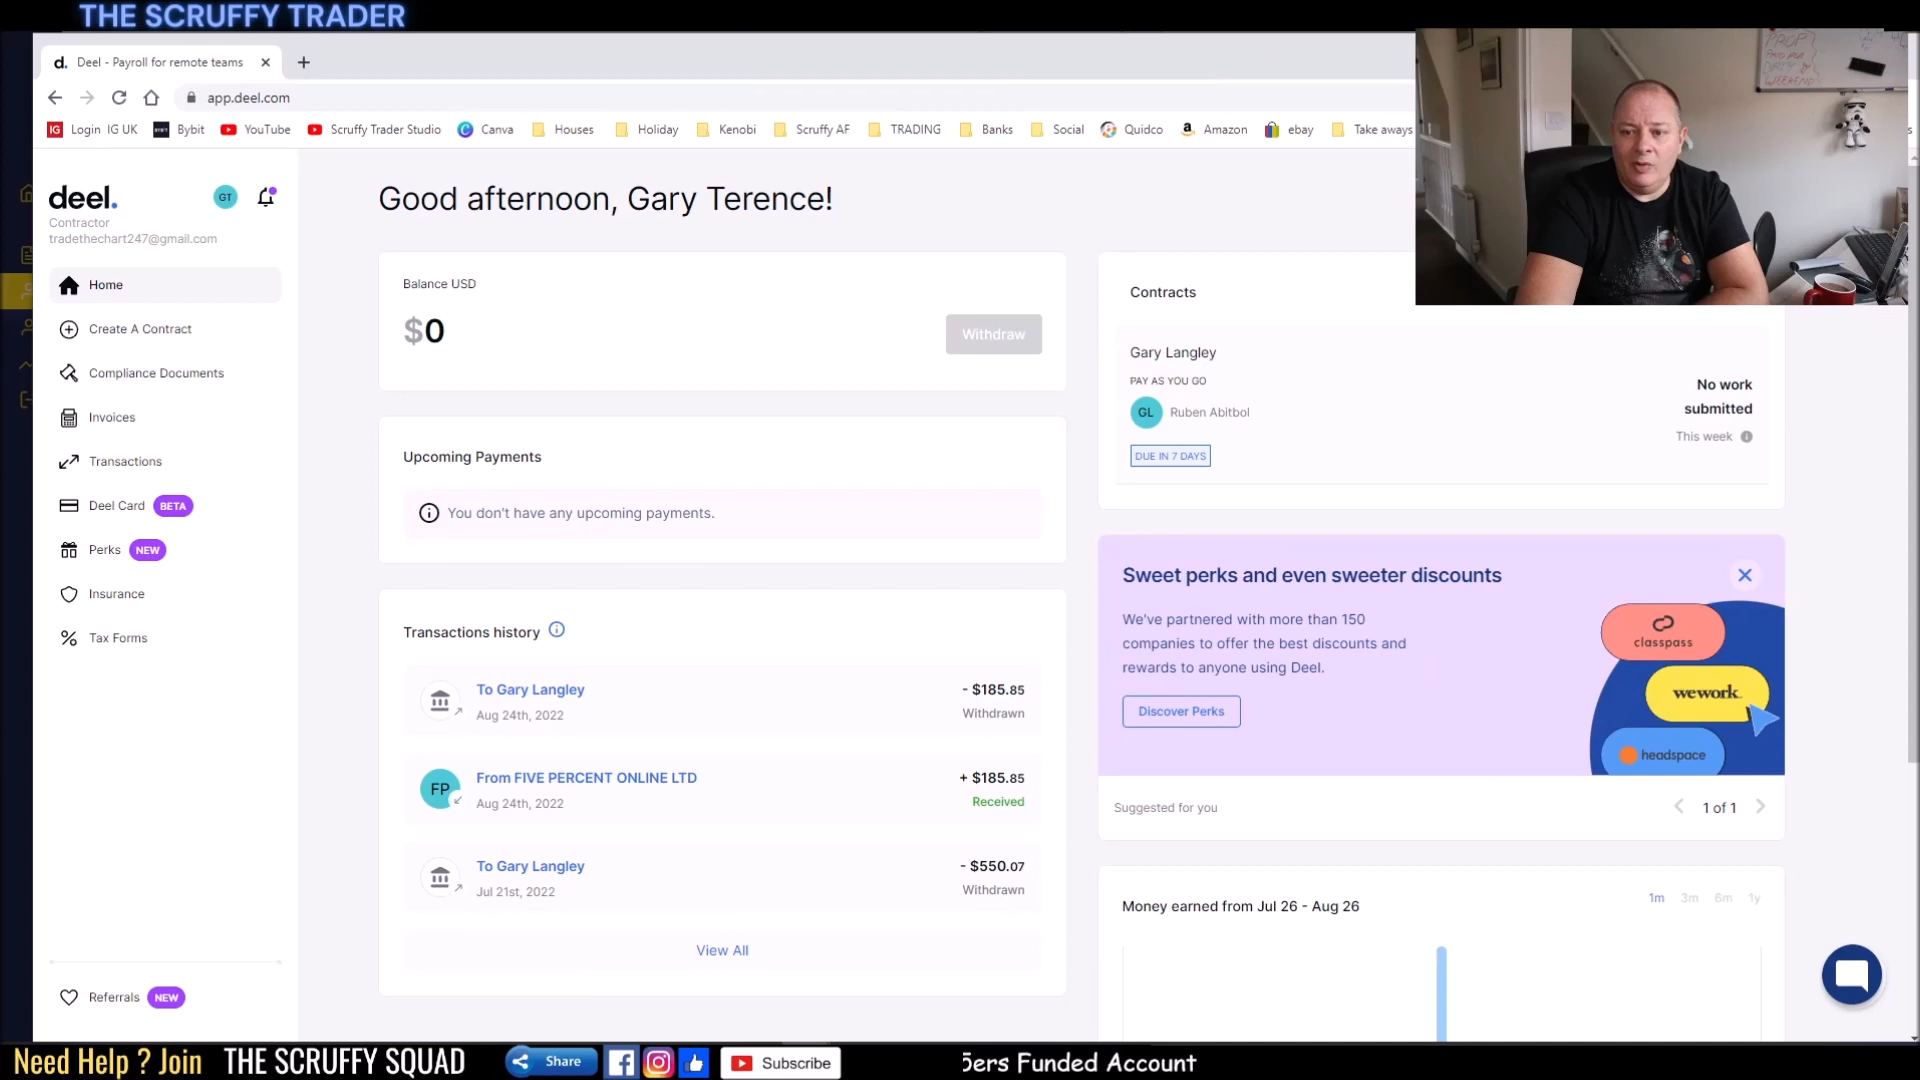 THE SCRUFFY TRADER
d. Deel - Payroll for remote teams
app.deel.com
IG Login IG UK Bybit YouTube Scruffy Trader Studio Canva Houses Holiday Kenobi Scruffy AF TRADING Banks Social Quidco Amazon ebay Take aways
deel.
GT
Contractor
tradethechart247@gmail.com
Home
Create A Contract
Compliance Documents
Invoices
Transactions
Deel Card BETA
Perks NEW
Insurance
Tax Forms
Referrals NEW
Good afternoon, Gary Terence!
Balance USD
$0
Withdraw
Upcoming Payments
You don't have any upcoming payments.
Transactions history
To Gary Langley - $185.85
Aug 24th, 2022 Withdrawn
FP From FIVE PERCENT ONLINE LTD + $185.85
Aug 24th, 2022 Received
To Gary Langley - $550.07
Jul 21st, 2022 Withdrawn
View All
Contracts
Gary Langley
PAY AS YOU GO
GL Ruben Abitbol
DUE IN 7 DAYS
No work
submitted
This week
Sweet perks and even sweeter discounts
We've partnered with more than 150
companies to offer the best discounts and
rewards to anyone using Deel.
Discover Perks
classpass
wework
headspace
Suggested for you
1 of 1
Money earned from Jul 26 - Aug 26
1m 3m 6m 1y
PROP
WEEKEND
Need Help ? Join THE SCRUFFY SQUAD Share Subscribe 5ers Funded Account